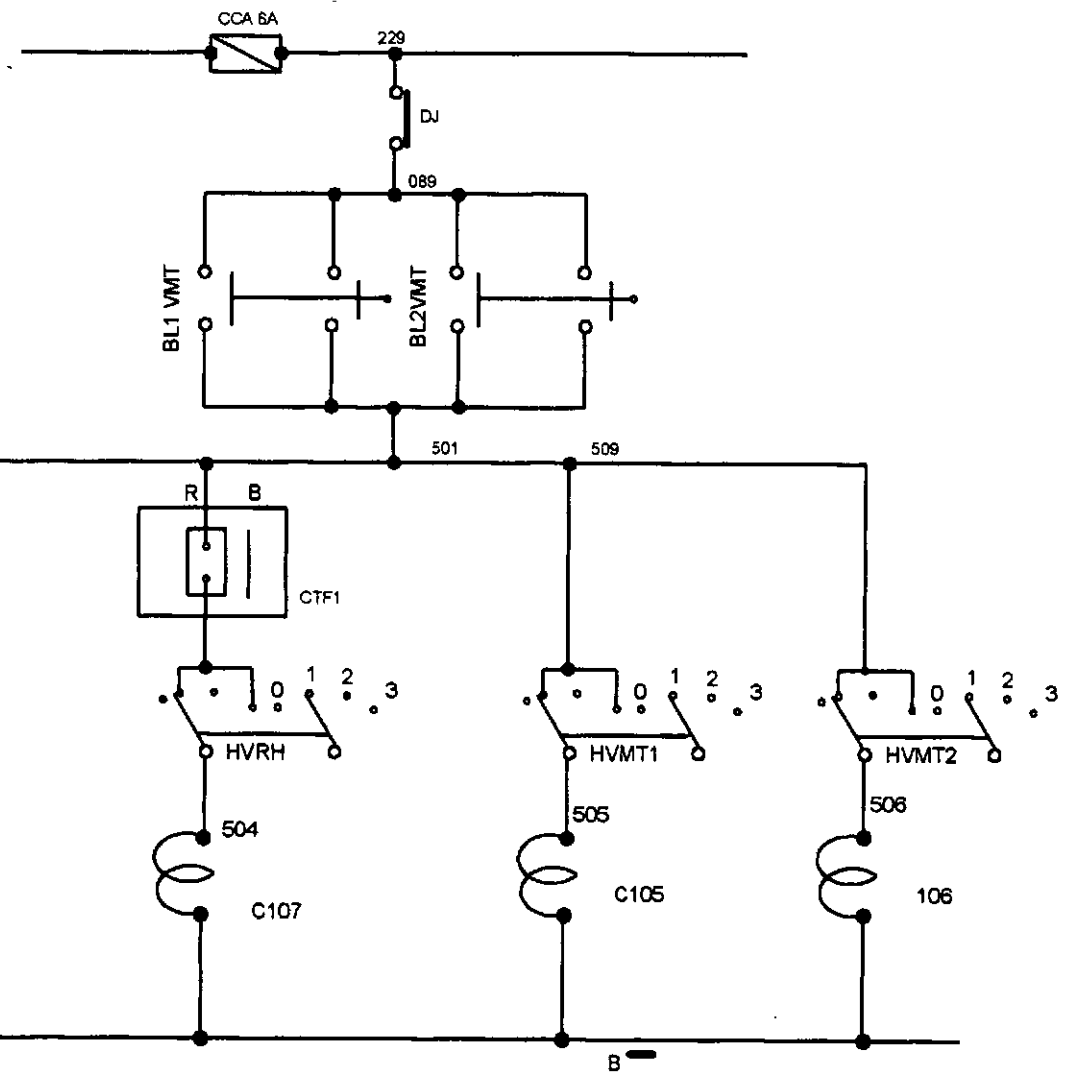 CCA 6A
229
DJ
089
BL1 VMT
BL2VMT
501
509
R B
CTF1
0 1 2 3
0 1 2 3
0 1 2 3
HVRH
HVMT1
HVMT2
504
505
506
C107
C105
106
B